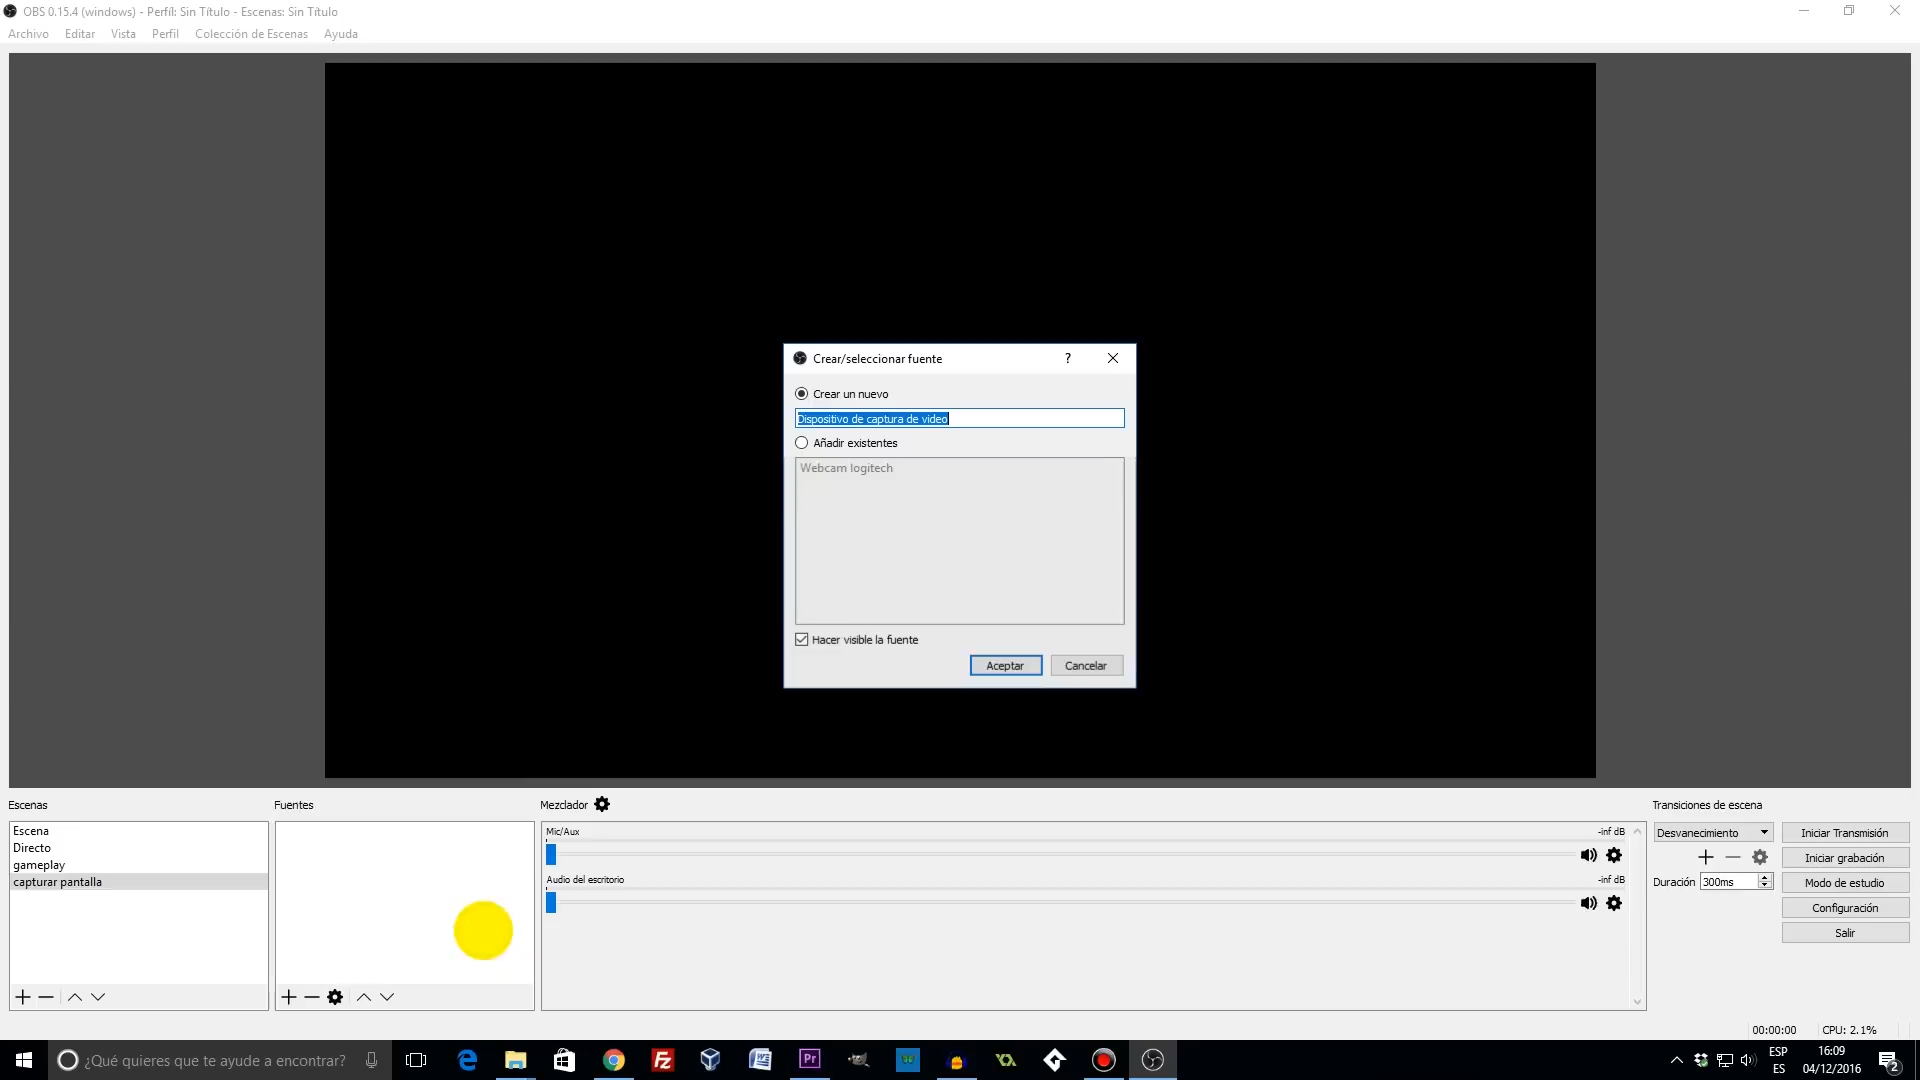 OBS 0.15.4 (windows) - Perfíl: Sin Título - Escenas: Sin Título
Archivo Editar Vista Perfil Colección de Escenas Ayuda
Crear/seleccionar fuente ?
Crear un nuevo
Dispositivo de captura de video
Añadir existentes
Webcam logitech
Hacer visible la fuente
Aceptar Cancelar
Escenas
Escena
Directo
gameplay
capturar pantalla
Fuentes
Mezclador
Mic/Aux -inf dB
Audio del escritorio -inf dB
Transiciones de escena
Desvanecimiento
Duración 300ms
Iniciar Transmisión
Iniciar grabación
Modo de estudio
Configuración
Salir
00:00:00 CPU: 2.1%
¿Qué quieres que te ayude a encontrar?
Pr
ESP
ES
16:09
04/12/2016
2